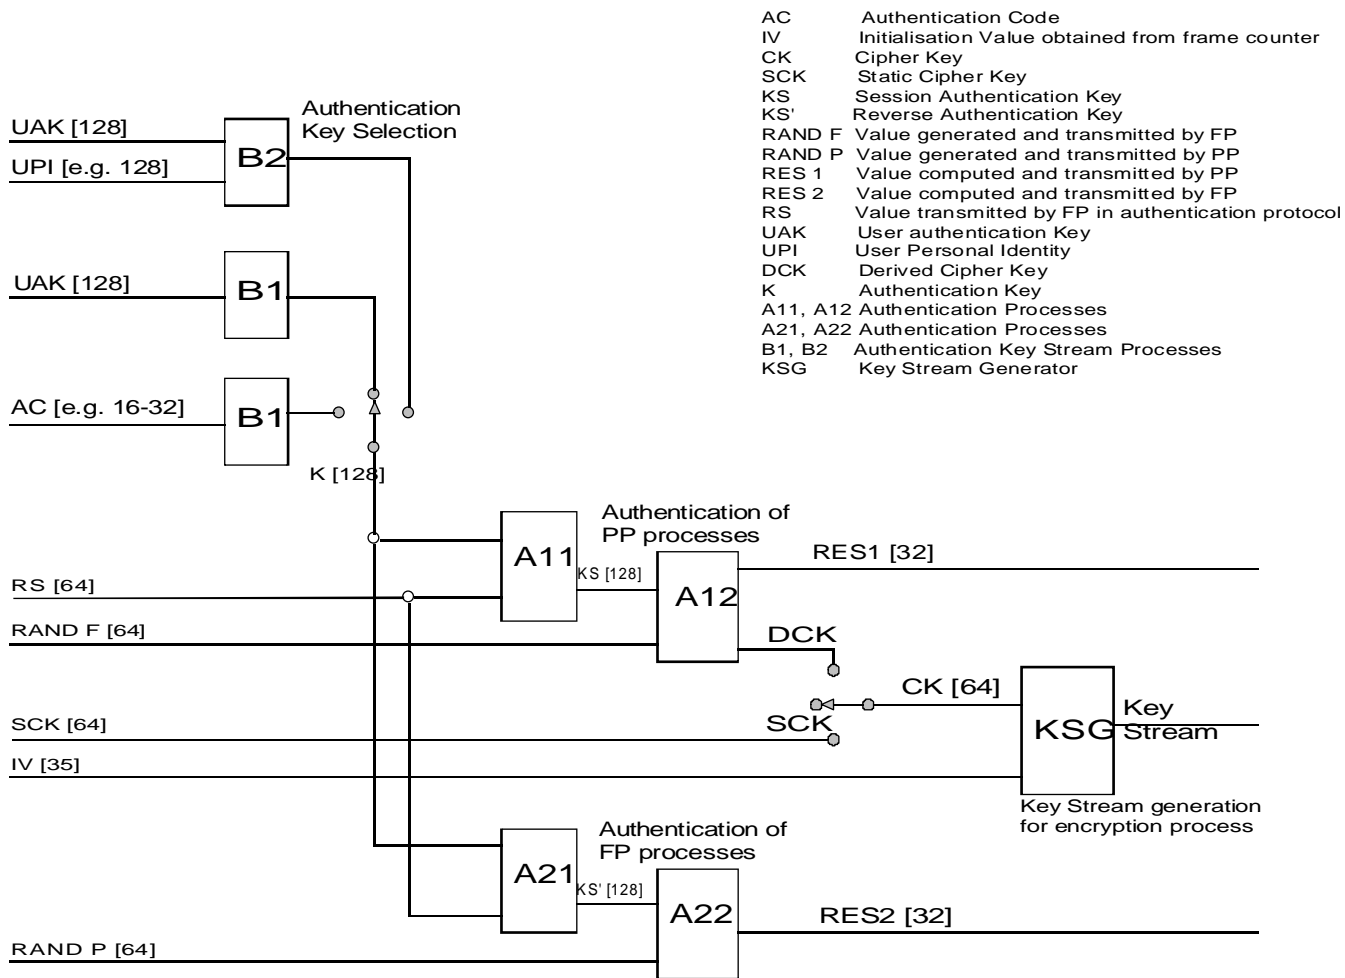 AC Authentication Code
IV Initialisation Value obtained from frame counter
CK Cipher Key
SCK Static Cipher Key
KS Session Authentication Key
KS' Reverse Authentication Key
RAND F Value generated and transmitted by FP
RAND P Value generated and transmitted by PP
RES 1 Value computed and transmitted by PP
RES 2 Value computed and transmitted by FP
RS Value transmitted by FP in authentication protocol
UAK User authentication Key
UPI User Personal Identity
DCK Derived Cipher Key
K Authentication Key
A11, A12 Authentication Processes
A21, A22 Authentication Processes
B1, B2 Authentication Key Stream Processes
KSG Key Stream Generator
Authentication
Key Selection
UAK [128]
B2
UPI [e.g. 128]
UAK [128]
B1
AC [e.g. 16-32]
B1
K [128]
Authentication of
PP processes
RES1 [32]
A11
KS [128]
A12
RS [64]
RAND F [64]
DCK
CK [64]
SCK [64]
SCK
KSG
Key
Stream
IV [35]
Key Stream generation
for encryption process
Authentication of
FP processes
A21
KS' [128]
A22
RES2 [32]
RAND P [64]